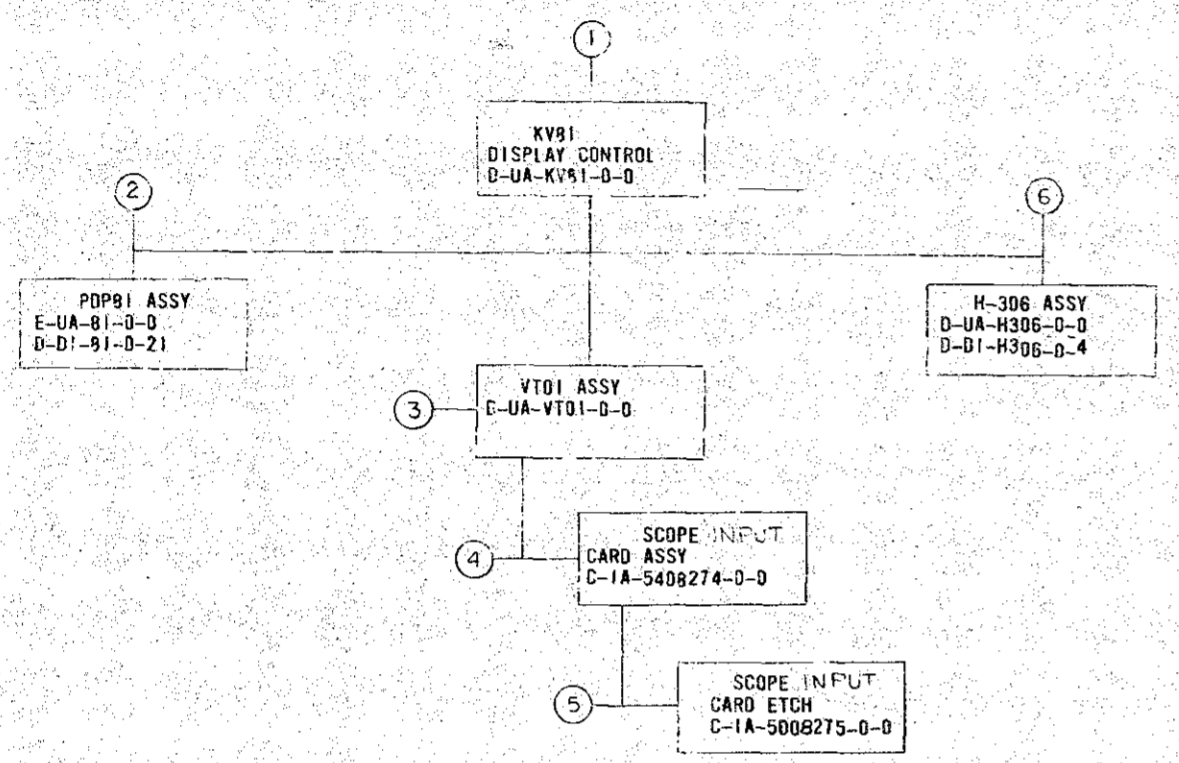 1
KV8I
DISPLAY CONTROL
D-UA-KV8I-0-0
2
6
PDP8I ASSY
E-UA-8I-0-0
D-DI-8I-0-21
H-306 ASSY
D-UA-H306-0-0
D-DI-H306-0-4
VT01 ASSY
D-UA-VT01-0-0
3
SCOPE INPUT
CARD ASSY
C-IA-5408274-0-0
4
SCOPE INPUT
CARD ETCH
C-IA-5008275-0-0
5